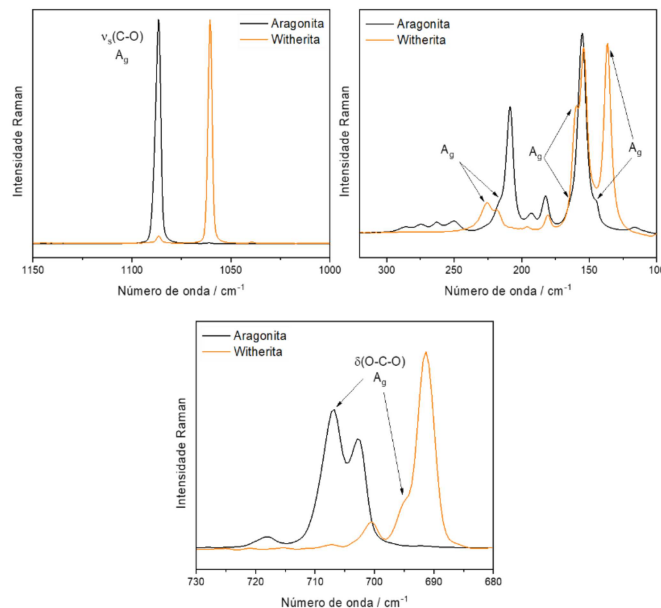 νs(C-O)
Ag
Aragonita
Witherita
Intensidade Raman
1150 1100 1050 1000
Número de onda / cm-1
Aragonita
Witherita
Ag
Ag
Ag
Intensidade Raman
300 250 200 150 100
Número de onda / cm-1
Aragonita
Witherita
δ(O-C-O)
Ag
Intensidade Raman
730 720 710 700 690 680
Número de onda / cm-1